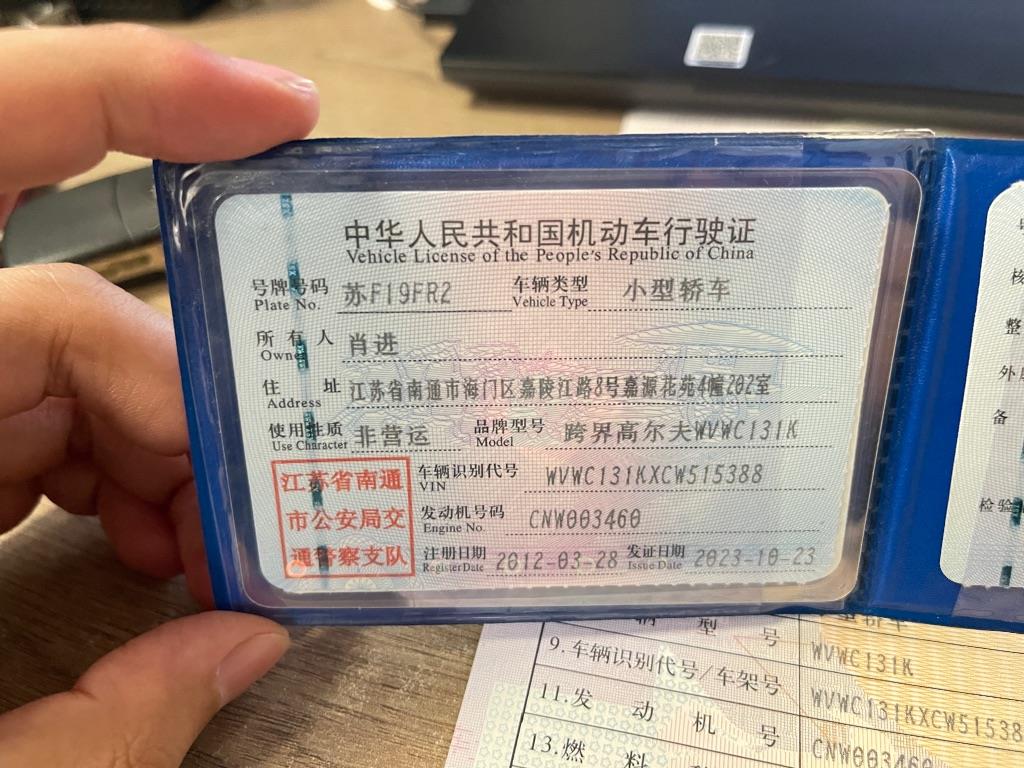 中华人民共和国机动车行驶证
Vehicle License of the People's Republic of China
号牌号码 苏F19FR2 车辆类型 小型轿车
Plate No. Vehicle Type
所有人 肖进
Owner
住址 江苏省南通市海门区嘉陵江路8号嘉源花苑4幢202室
Address
使用性质 非营运 品牌型号 跨界高尔夫WVWC131K
Use Character Model
江苏省南通
市公安局交
通警察支队
车辆识别代号 WVWC131KXCW515388
VIN
发动机号码 CNW003460
Engine No.
注册日期 2012-03-28 发证日期 2023-10-23
Register Date Issue Date
核
整
外
备
检验
型号 WVWC131K
9.车辆识别代号/车架号 WVWC131KXCW51538
11.发动机号 CNW003460
13.燃料